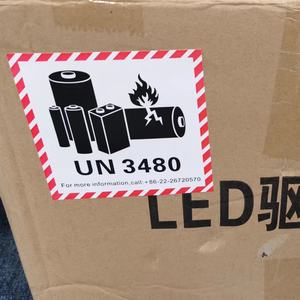 UN 3480
For more information,call:+86-22-26720570
LED驱